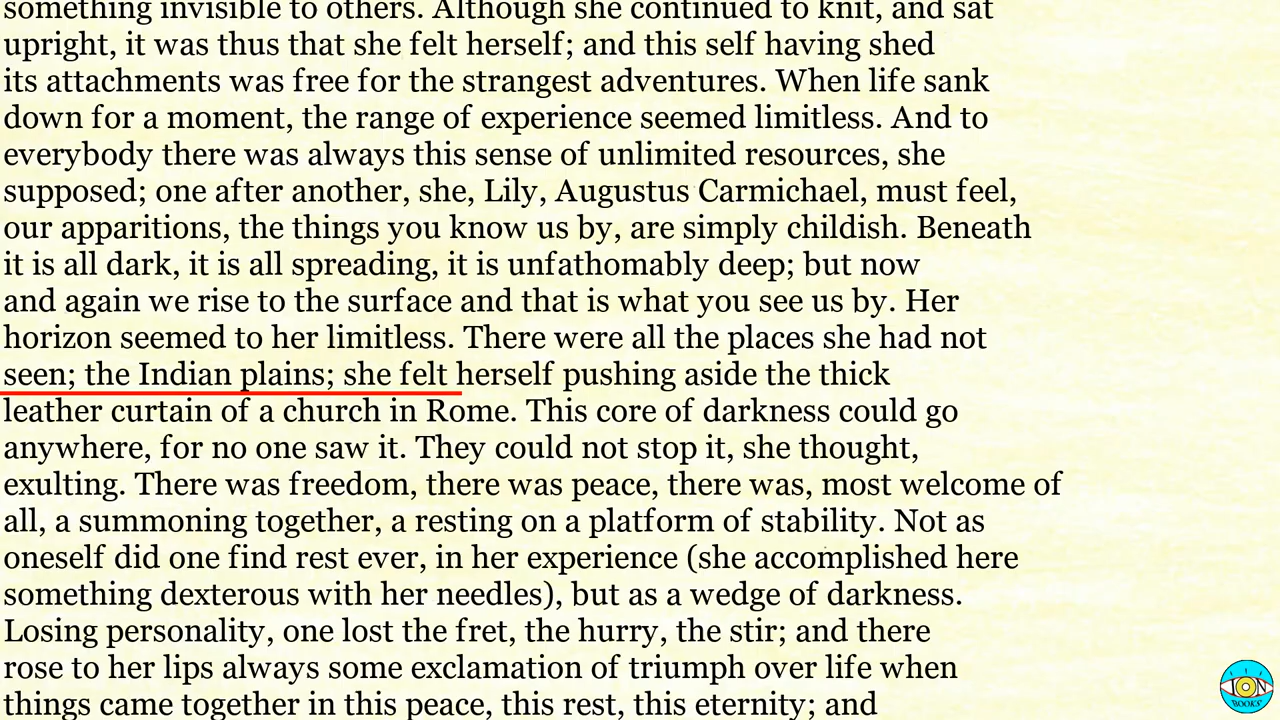 something invisible to others. Although she continued to knit, and sat
upright, it was thus that she felt herself; and this self having shed
its attachments was free for the strangest adventures. When life sank
down for a moment, the range of experience seemed limitless. And to
everybody there was always this sense of unlimited resources, she
supposed; one after another, she, Lily, Augustus Carmichael, must feel,
our apparitions, the things you know us by, are simply childish. Beneath
it is all dark, it is all spreading, it is unfathomably deep; but now
and again we rise to the surface and that is what you see us by. Her
horizon seemed to her limitless. There were all the places she had not
seen; the Indian plains; she felt herself pushing aside the thick
leather curtain of a church in Rome. This core of darkness could go
anywhere, for no one saw it. They could not stop it, she thought,
exulting. There was freedom, there was peace, there was, most welcome of
all, a summoning together, a resting on a platform of stability. Not as
oneself did one find rest ever, in her experience (she accomplished here
something dexterous with her needles), but as a wedge of darkness.
Losing personality, one lost the fret, the hurry, the stir; and there
rose to her lips always some exclamation of triumph over life when
things came together in this peace, this rest, this eternity; and
ION
BOOKS